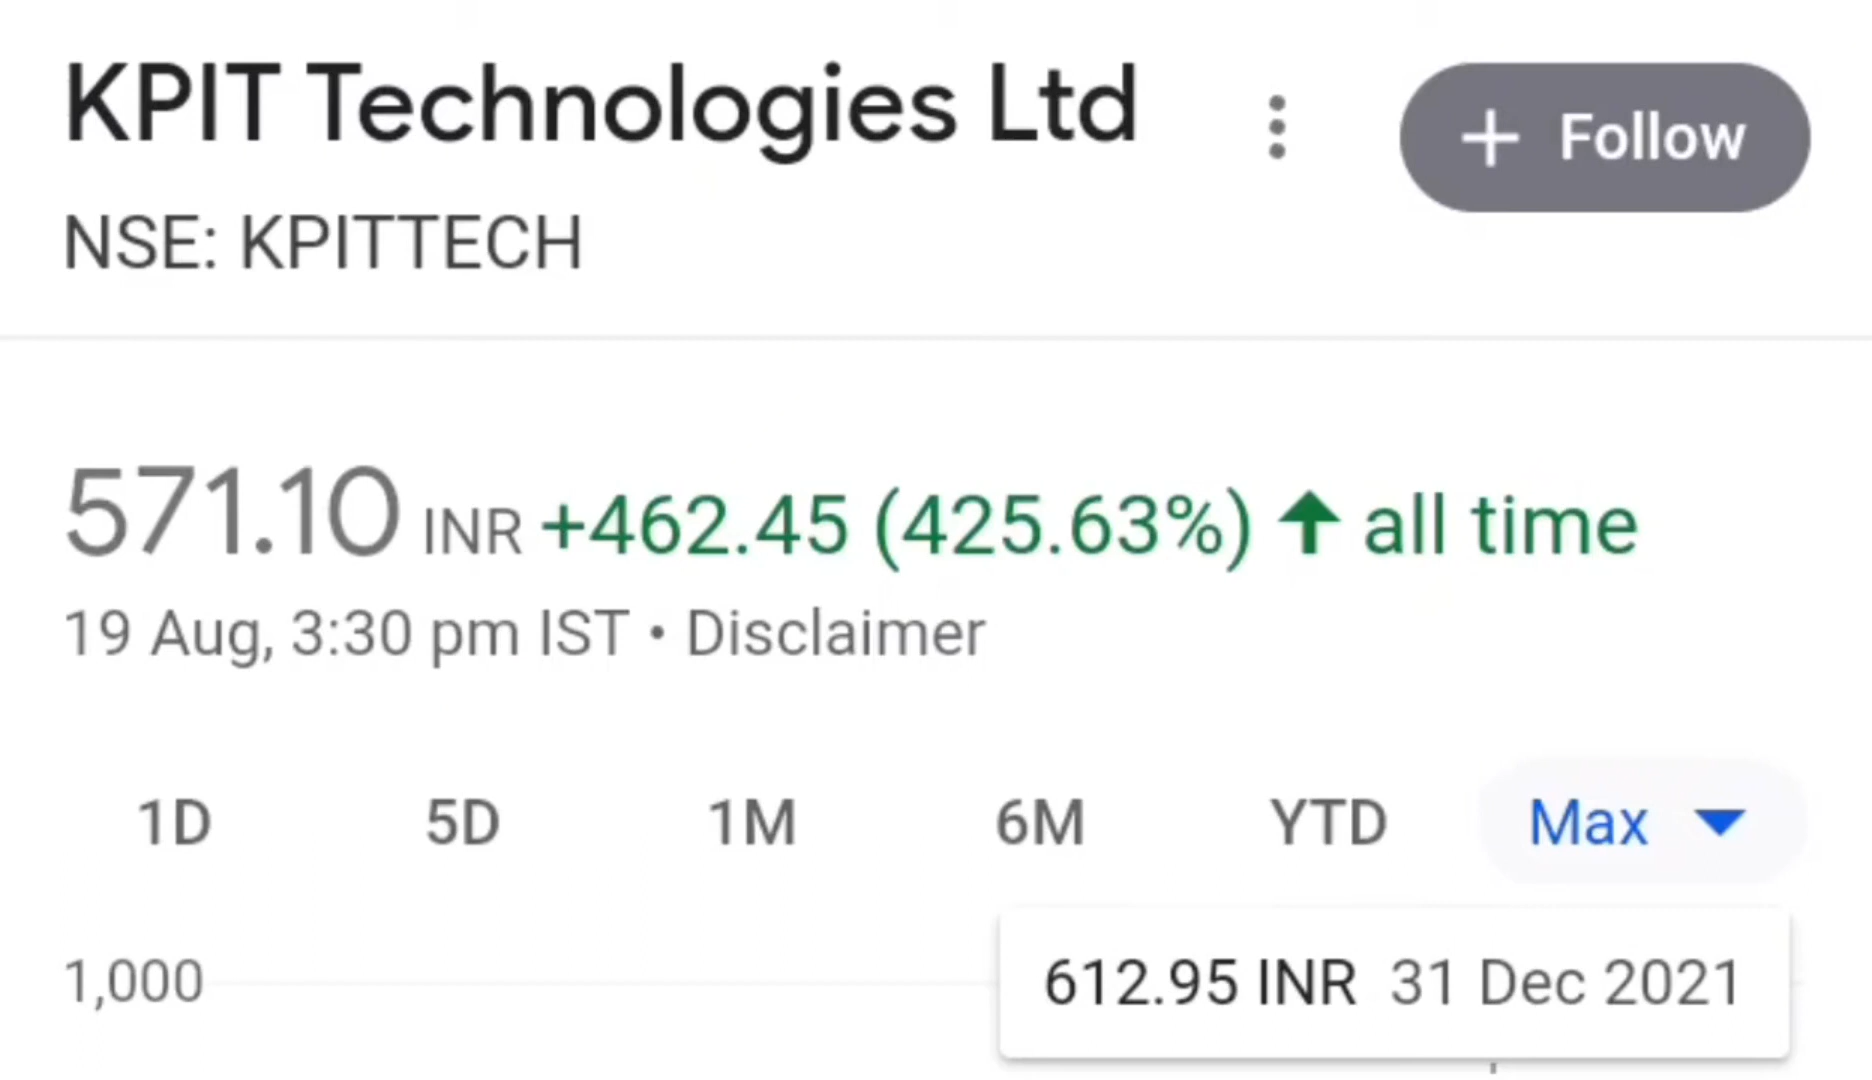 KPIT Technologies Ltd
+ Follow
NSE: KPITTECH
571.10 INR +462.45 (425.63%) ↑ all time
19 Aug, 3:30 pm IST • Disclaimer
1D 5D 1M 6M YTD Max
612.95 INR 31 Dec 2021
1,000